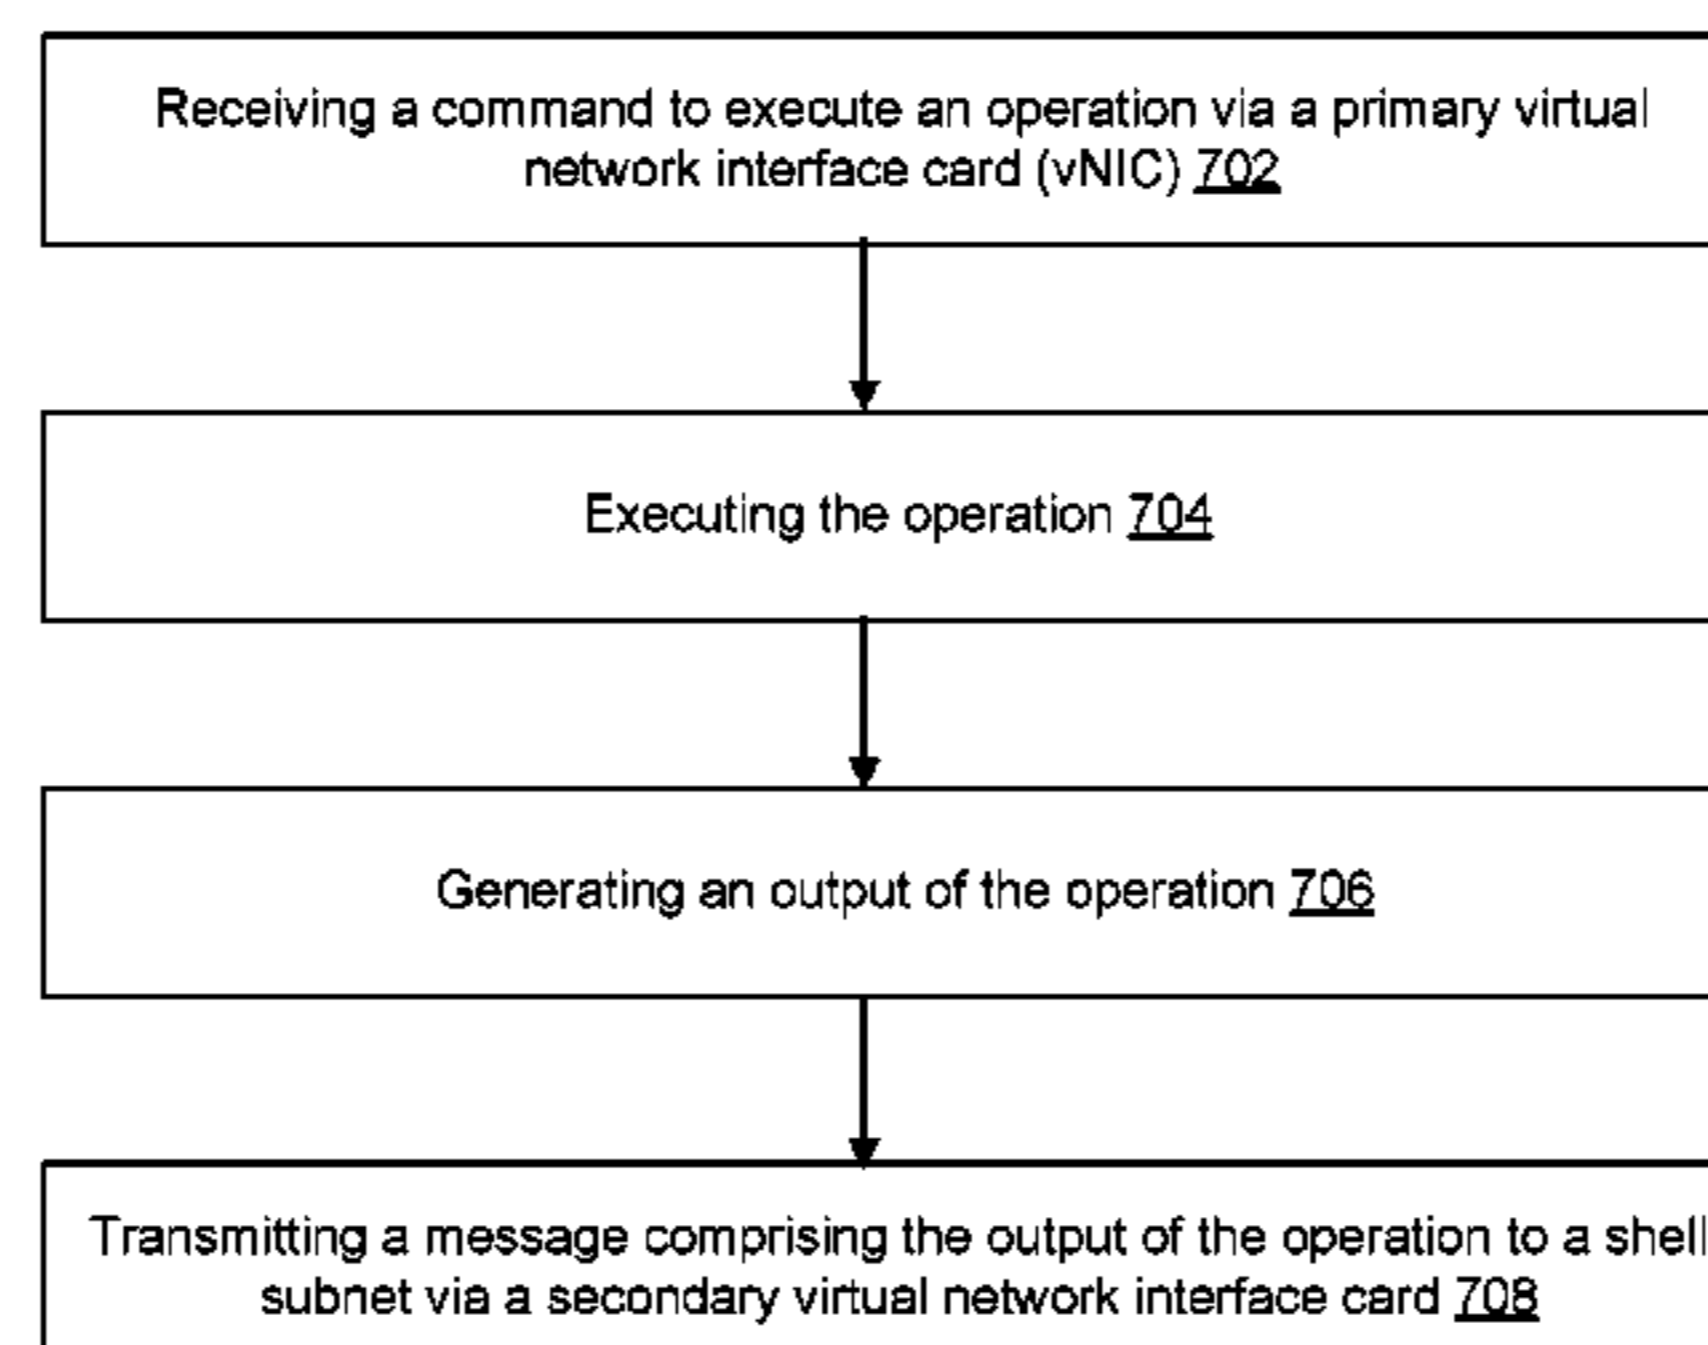 Receiving a command to execute an operation via a primary virtual
network interface card (vNIC) 702
Executing the operation 704
Generating an output of the operation 706
Transmitting a message comprising the output of the operation to a shell
subnet via a secondary virtual network interface card 708